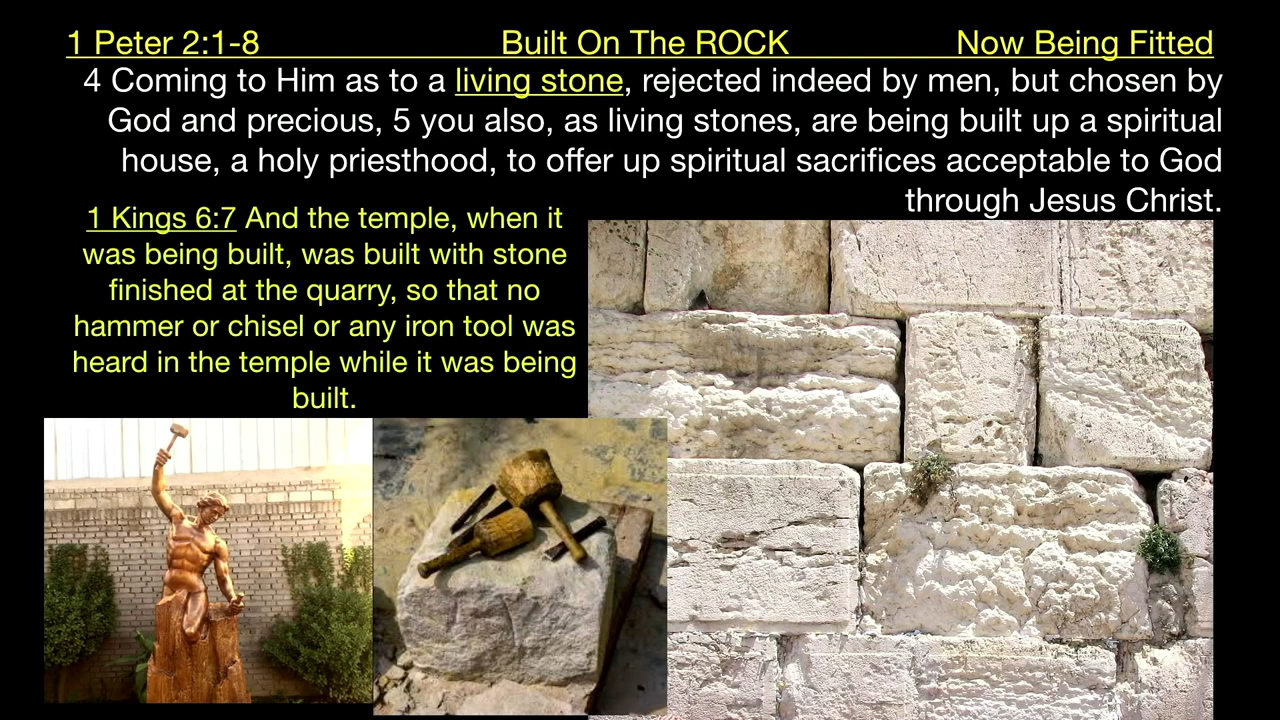 1 Peter 2:1-8 Built On The ROCK Now Being Fitted
4 Coming to Him as to a living stone, rejected indeed by men, but chosen by
God and precious, 5 you also, as living stones, are being built up a spiritual
house, a holy priesthood, to offer up spiritual sacrifices acceptable to God
through Jesus Christ.
1 Kings 6:7 And the temple, when it
was being built, was built with stone
finished at the quarry, so that no
hammer or chisel or any iron tool was
heard in the temple while it was being
built.